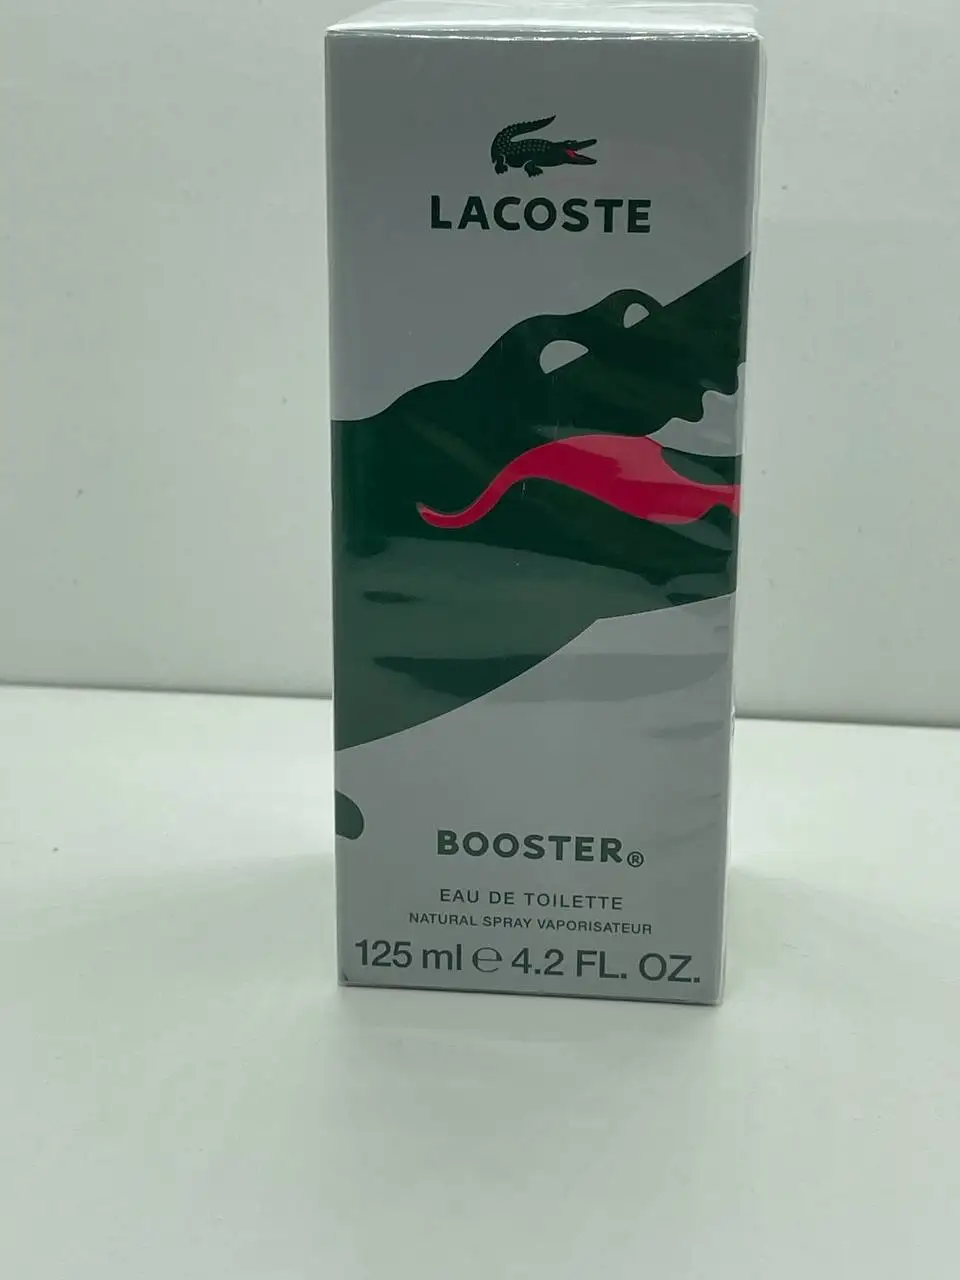 LACOSTE
BOOSTER®
EAU DE TOILETTE
NATURAL SPRAY VAPORISATEUR
125 ml ℮ 4.2 FL. OZ.